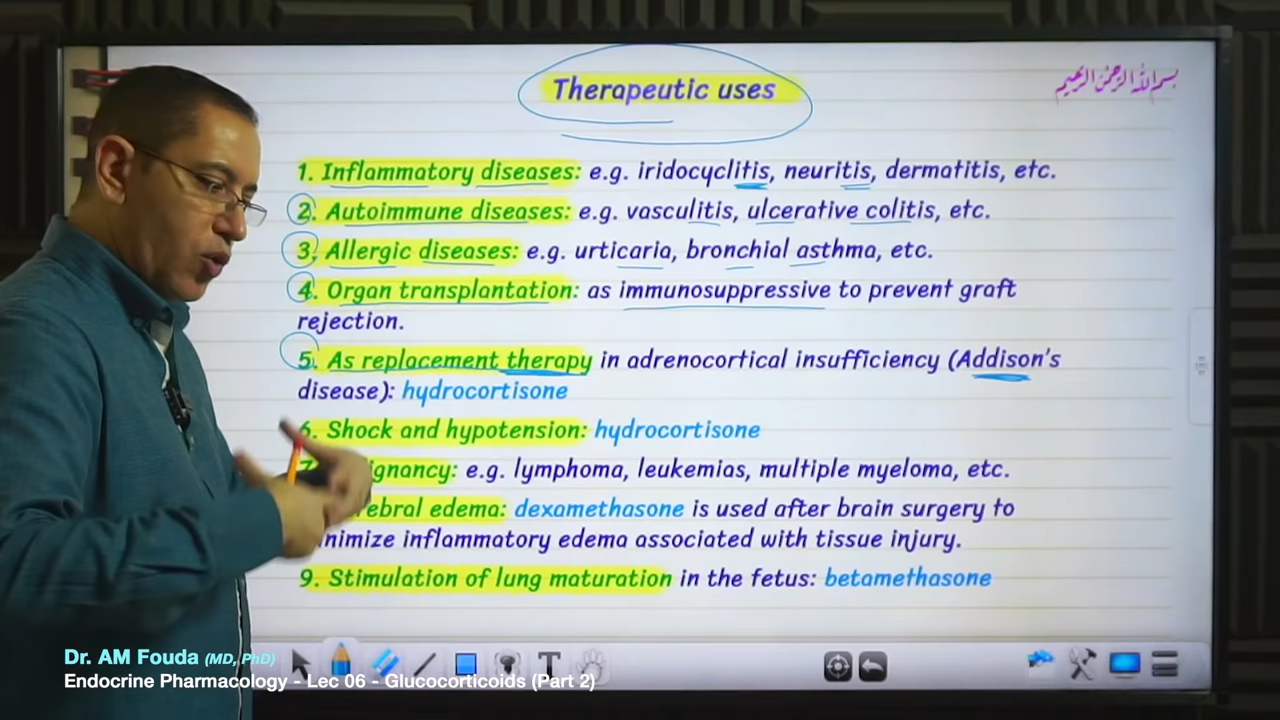 Therapeutic uses
بسم الله الرحمن الرحيم
1. Inflammatory diseases: e.g. iridocyclitis, neuritis, dermatitis, etc.
2. Autoimmune diseases: e.g. vasculitis, ulcerative colitis, etc.
3. Allergic diseases: e.g. urticaria, bronchial asthma, etc.
4. Organ transplantation: as immunosuppressive to prevent graft
rejection.
5. As replacement therapy in adrenocortical insufficiency (Addison's
disease): hydrocortisone
6. Shock and hypotension: hydrocortisone
7. ignancy: e.g. lymphoma, leukemias, multiple myeloma, etc.
ebral edema: dexamethasone is used after brain surgery to
nimize inflammatory edema associated with tissue injury.
9. Stimulation of lung maturation in the fetus: betamethasone
T
Dr. AM Fouda (MD, PhD)
Endocrine Pharmacology - Lec 06 - Glucocorticoids (Part 2)